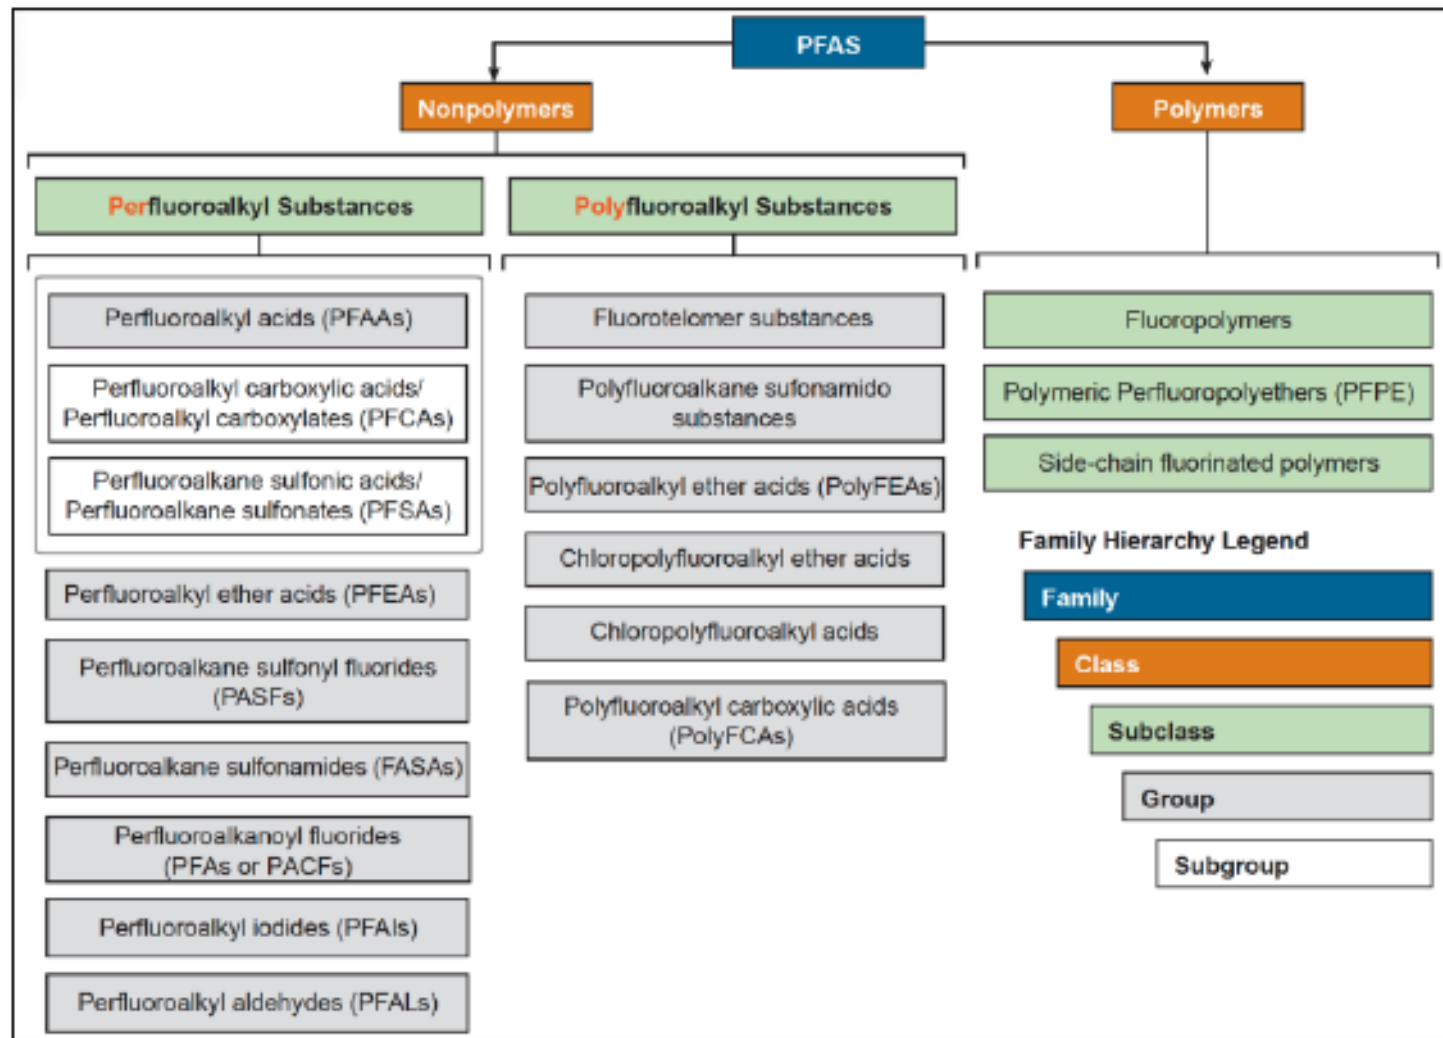 PFAS
Nonpolymers
Polymers
Perfluoroalkyl Substances
Polyfluoroalkyl Substances
Perfluoroalkyl acids (PFAAs)
Perfluoroalkyl carboxylic acids/
Perfluoroalkyl carboxylates (PFCAs)
Perfluoroalkane sulfonic acids/
Perfluoroalkane sulfonates (PFSAs)
Perfluoroalkyl ether acids (PFEAs)
Perfluoroalkane sulfonyl fluorides
(PASFs)
Perfluoroalkane sulfonamides (FASAs)
Perfluoroalkanoyl fluorides
(PFAs or PACFs)
Perfluoroalkyl iodides (PFAIs)
Perfluoroalkyl aldehydes (PFALs)
Fluorotelomer substances
Polyfluoroalkane sufonamido
substances
Polyfluoroalkyl ether acids (PolyFEAs)
Chloropolyfluoroalkyl ether acids
Chloropolyfluoroalkyl acids
Polyfluoroalkyl carboxylic acids
(PolyFCAs)
Fluoropolymers
Polymeric Perfluoropolyethers (PFPE)
Side-chain fluorinated polymers
Family Hierarchy Legend
Family
Class
Subclass
Group
Subgroup